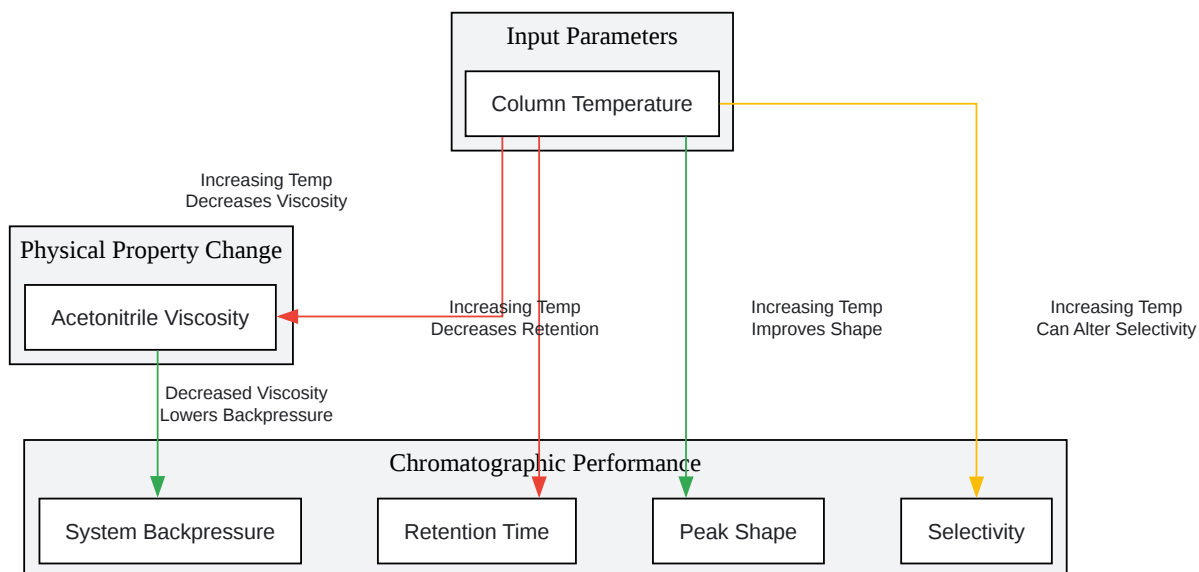 Input Parameters
Column Temperature
Increasing Temp
Decreases Viscosity
Physical Property Change
Acetonitrile Viscosity
Increasing Temp
Decreases Retention
Increasing Temp
Improves Shape
Increasing Temp
Can Alter Selectivity
Decreased Viscosity
Lowers Backpressure
Chromatographic Performance
System Backpressure
Retention Time
Peak Shape
Selectivity